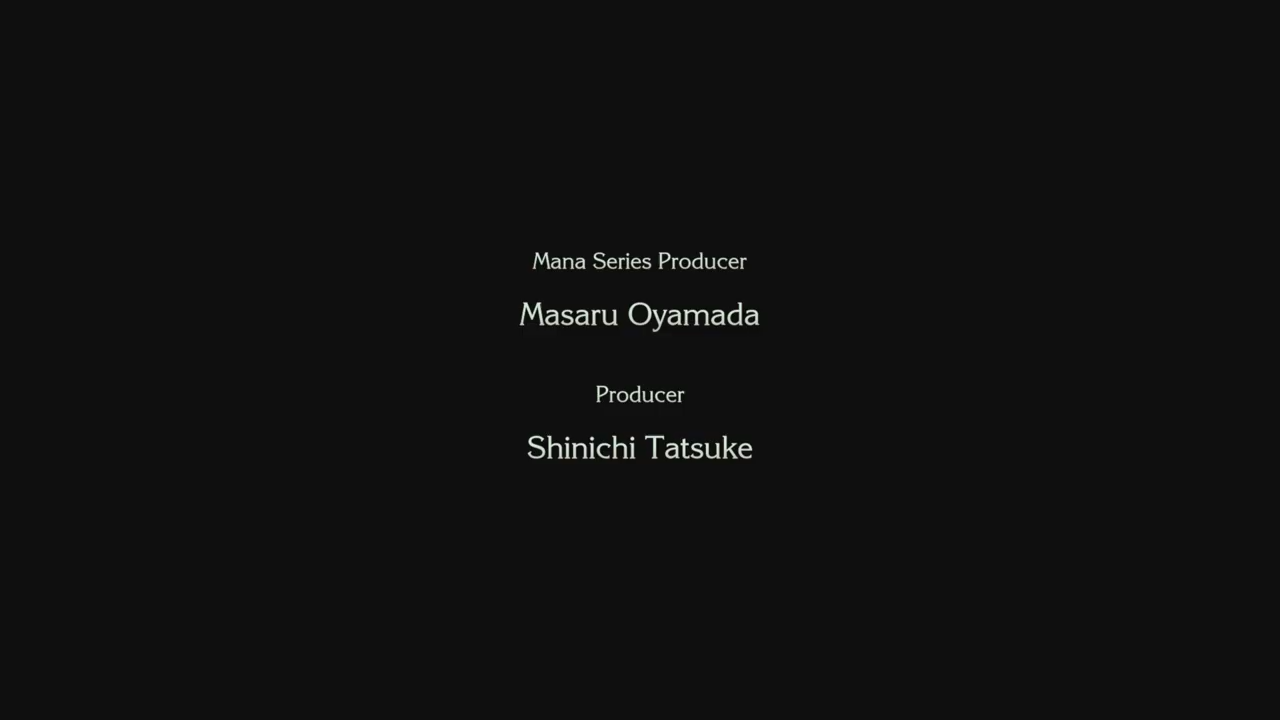 Mana Series Producer
Masaru Oyamada
Producer
Shinichi Tatsuke